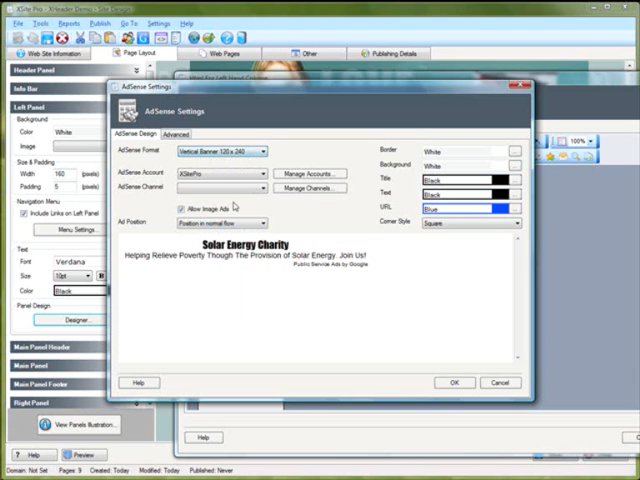 XSite Pro - XHeader Demo - Site Design
File Tools Reports Publish Go To Settings Help
Web Site Information Page Layout Web Pages Other Publishing Details
Header Panel
Info Bar
Left Panel
Background
Color White
Image
Size & Padding
Width 160 (pixels)
Padding 5 (pixels)
Navigation Menu
Include Links on Left Panel
Menu Settings...
Text
Font Verdana
Size 10pt B
Color Black
Panel Design
Designer...
Main Panel Header
Main Panel
Main Panel Footer
Right Panel
View Panels Illustration...
Help Preview
Domain: Not Set Pages: 9 Created: Today Modified: Today Published: Never
100%
Help
AdSense Settings
AdSense Settings
AdSense Design Advanced
AdSense Format Vertical Banner 120 x 240
AdSense Account XSitePro Manage Accounts...
AdSense Channel Manage Channels...
Allow Image Ads
Ad Position Position in normal flow
Border White
Background White
Title Black
Text Black
URL Blue
Corner Style Square
Solar Energy Charity
Helping Relieve Poverty Though The Provision of Solar Energy. Join Us!
Public Service Ads by Google
Help OK Cancel